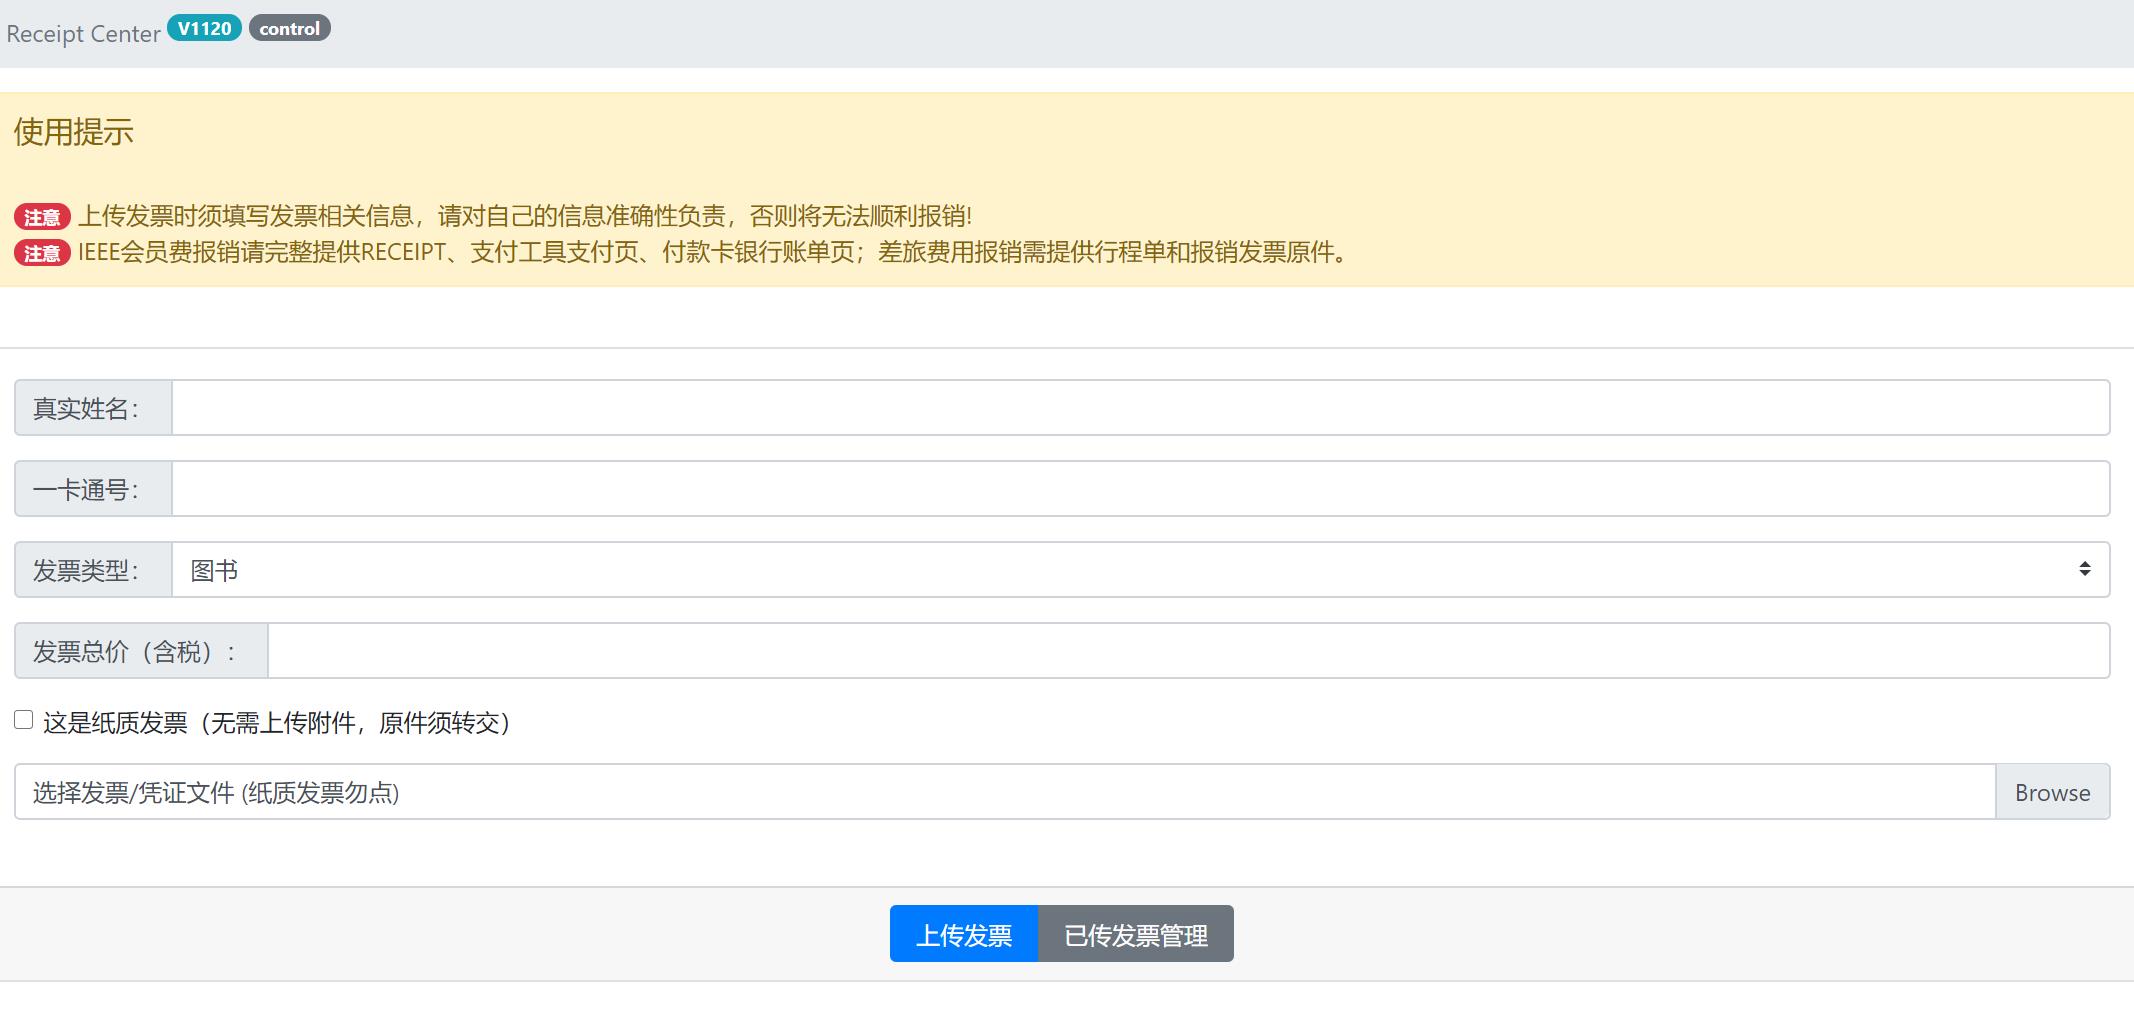 Receipt Center V1120 control
使用提示
注意 上传发票时须填写发票相关信息，请对自己的信息准确性负责，否则将无法顺利报销!
注意 IEEE会员费报销请完整提供RECEIPT、支付工具支付页、付款卡银行账单页；差旅费用报销需提供行程单和报销发票原件。
真实姓名：
一卡通号：
发票类型： 图书
发票总价（含税）：
这是纸质发票（无需上传附件，原件须转交）
选择发票/凭证文件 (纸质发票勿点) Browse
上传发票 已传发票管理